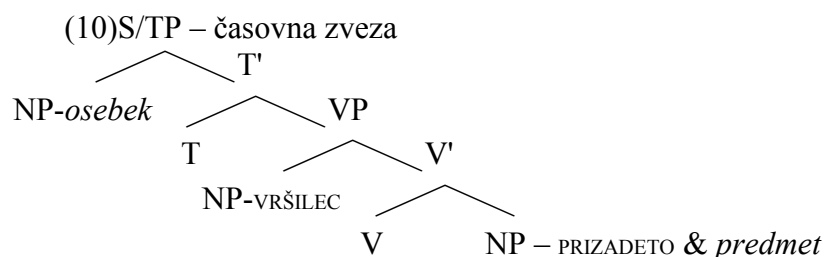 (10)S/TP – časovna zveza
T'
NP-osebek VP
T V'
NP-VRŠILEC
V NP – PRIZADETO & predmet